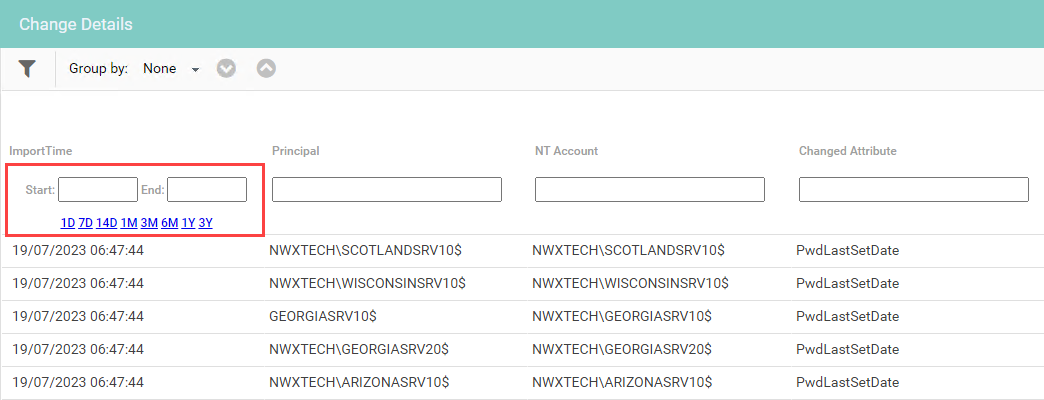 Change Details
Group by: None
ImportTime Principal NT Account Changed Attribute
Start: End:
1D 7D 14D 1M 3M 6M 1Y 3Y
19/07/2023 06:47:44 NWXTECH\SCOTLANDSRV10$ NWXTECH\SCOTLANDSRV10$ PwdLastSetDate
19/07/2023 06:47:44 NWXTECH\WISCONSINSRV10$ NWXTECH\WISCONSINSRV10$ PwdLastSetDate
19/07/2023 06:47:44 GEORGIASRV10$ NWXTECH\GEORGIASRV10$ PwdLastSetDate
19/07/2023 06:47:44 NWXTECH\GEORGIASRV20$ NWXTECH\GEORGIASRV20$ PwdLastSetDate
19/07/2023 06:47:44 NWXTECH\ARIZONASRV10$ NWXTECH\ARIZONASRV10$ PwdLastSetDate